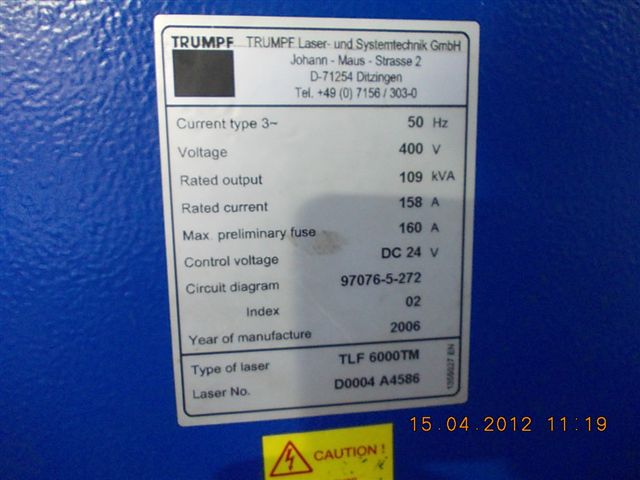 TRUMPF TRUMPF Laser- und Systemtechnik GmbH
Johann - Maus - Strasse 2
D-71254 Ditzingen
Tel. +49 (0) 7156 / 303-0
Current type 3~ 50 Hz
Voltage 400 V
Rated output 109 kVA
Rated current 158 A
Max. preliminary fuse 160 A
Control voltage DC 24 V
Circuit diagram 97076-5-272
Index 02
Year of manufacture 2006
Type of laser TLF 6000TM
Laser No. D0004 A4586
15.04.2012 11:19
CAUTION !